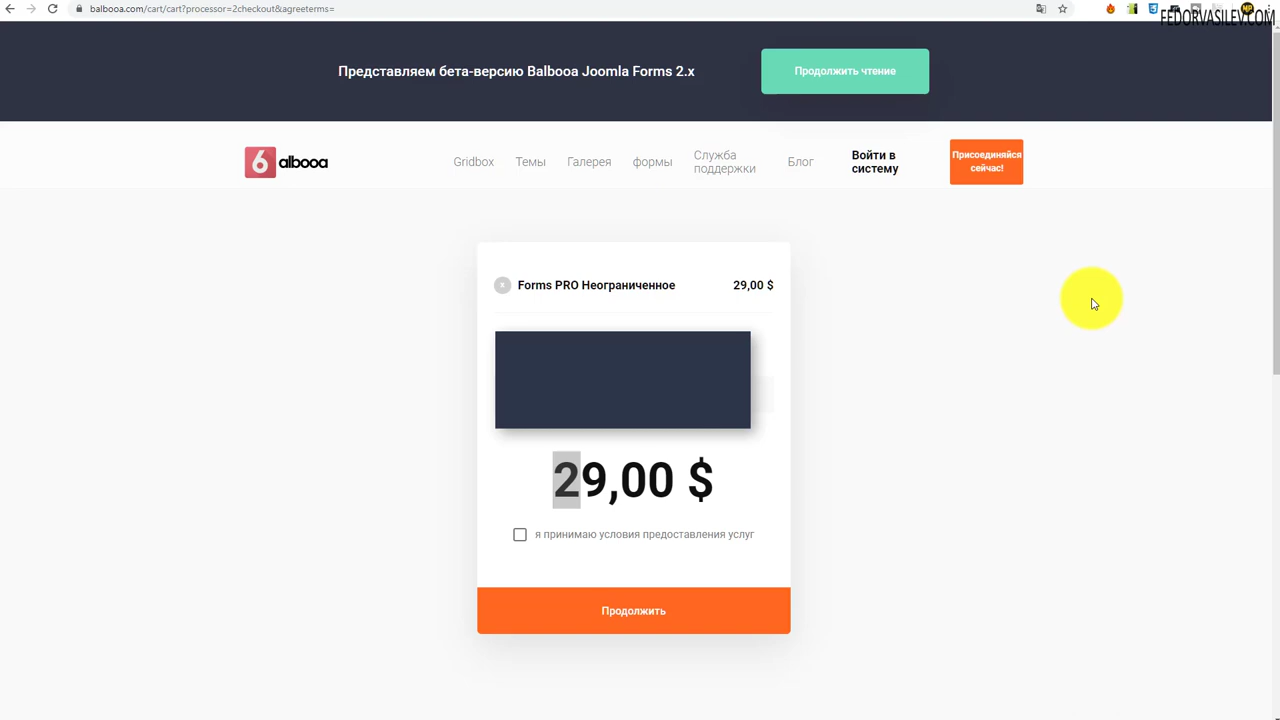 balbooa.com/cart/cart?processor=2checkout&agreeterms=
FEDORVASILEV.COM
Представляем бета-версию Balbooa Joomla Forms 2.x
Продолжить чтение
6 albooa
Gridbox
Темы
Галерея
формы
Служба
поддержки
Блог
Войти в
систему
Присоединяйся
сейчас!
x Forms PRO Неограниченное 29,00 $
29,00 $
я принимаю условия предоставления услуг
Продолжить